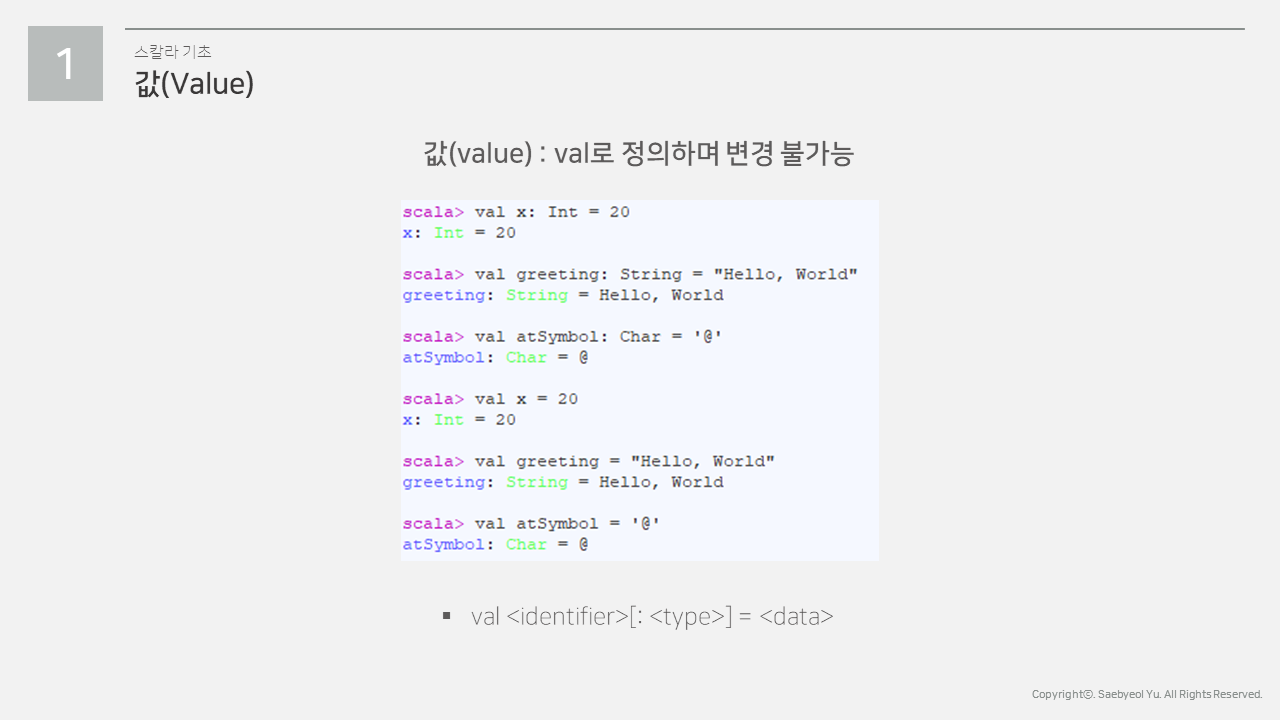 1
스칼라 기초
값(Value)
값(value) : val로 정의하며 변경 불가능
scala> val x: Int = 20
x: Int = 20
scala> val greeting: String = "Hello, World"
greeting: String = Hello, World
scala> val atSymbol: Char = '@'
atSymbol: Char = @
scala> val x = 20
x: Int = 20
scala> val greeting = "Hello, World"
greeting: String = Hello, World
scala> val atSymbol = '@'
atSymbol: Char = @
▪ val <identifier>[: <type>] = <data>
Copyrightⓒ. Saebyeol Yu. All Rights Reserved.